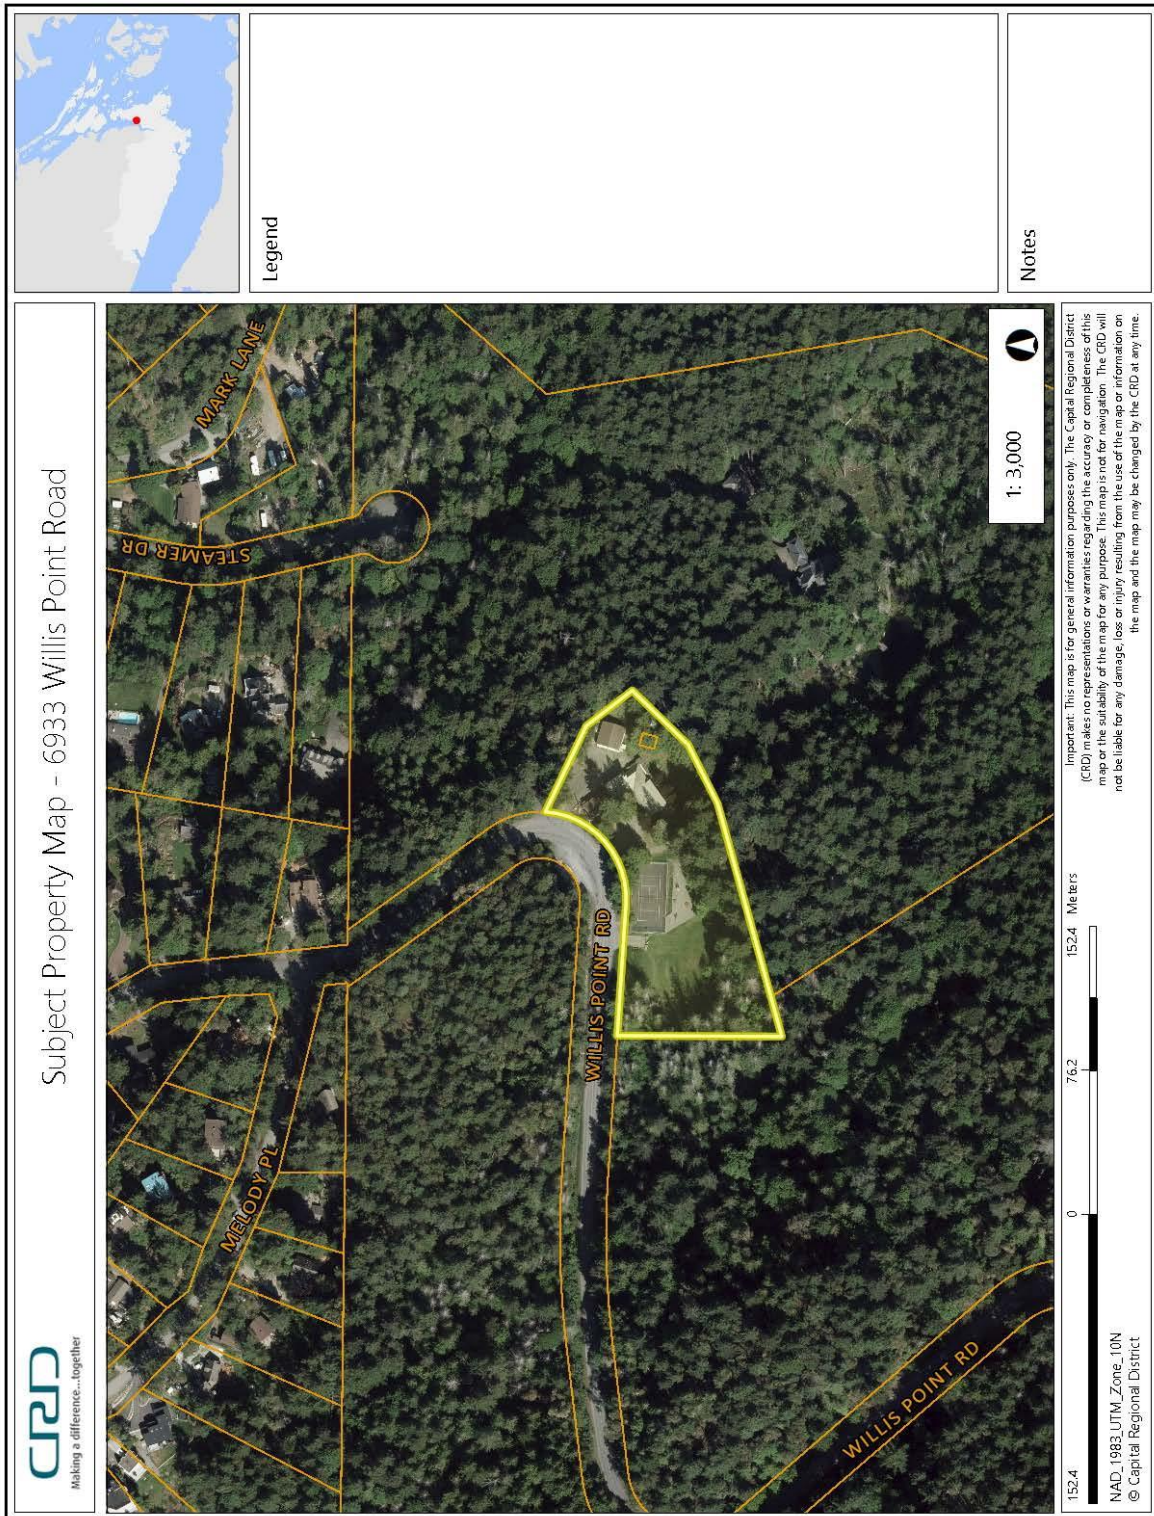 CRD
Making a difference...together
Subject Property Map - 6933 Willis Point Road
MARK LANE
STEAMER DR
MELODY PL
WILLIS POINT RD
WILLIS POINT RD
1: 3,000
Legend
Notes
152.4 0 76.2 152.4 Meters
NAD_1983_UTM_Zone_10N
© Capital Regional District
Important: This map is for general information purposes only. The Capital Regional District
(CRD) makes no representations or warranties regarding the accuracy or completeness of this
map or the suitability of the map for any purpose. This map is not for navigation. The CRD will
not be liable for any damage, loss or injury resulting from the use of the map or information on
the map and the map may be changed by the CRD at any time.